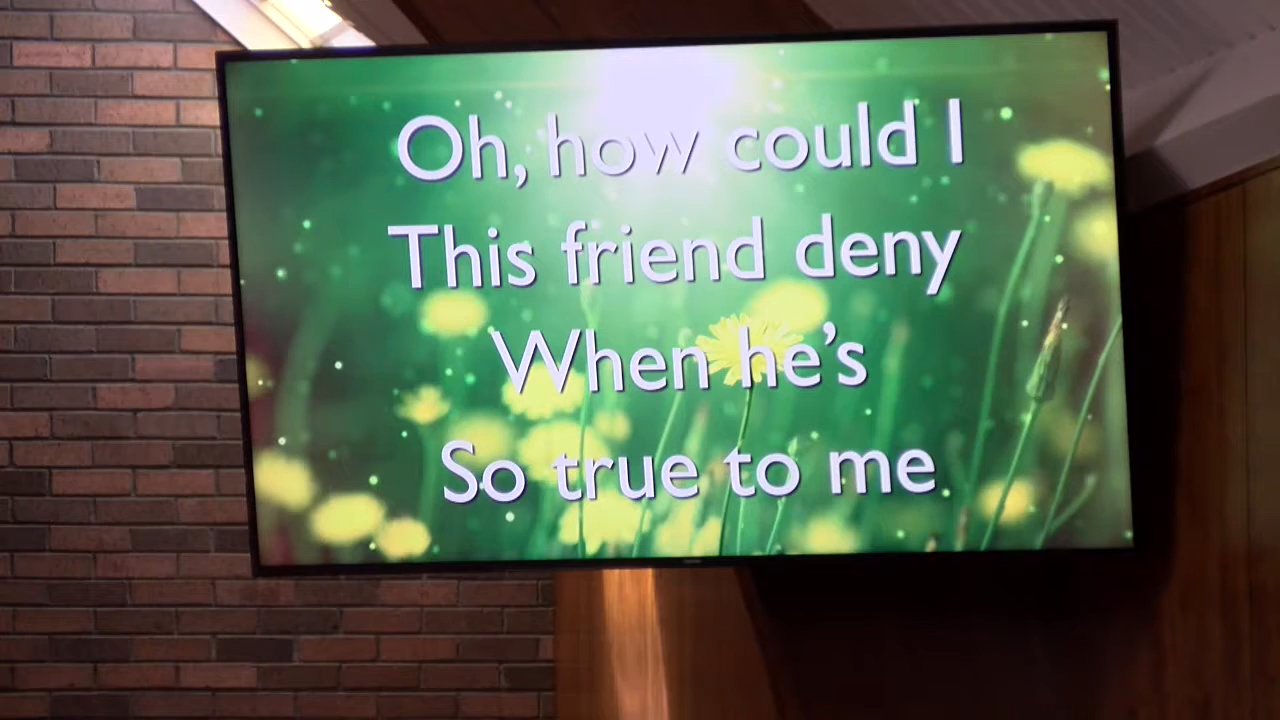 Oh, how could I
This friend deny
When he's
So true to me